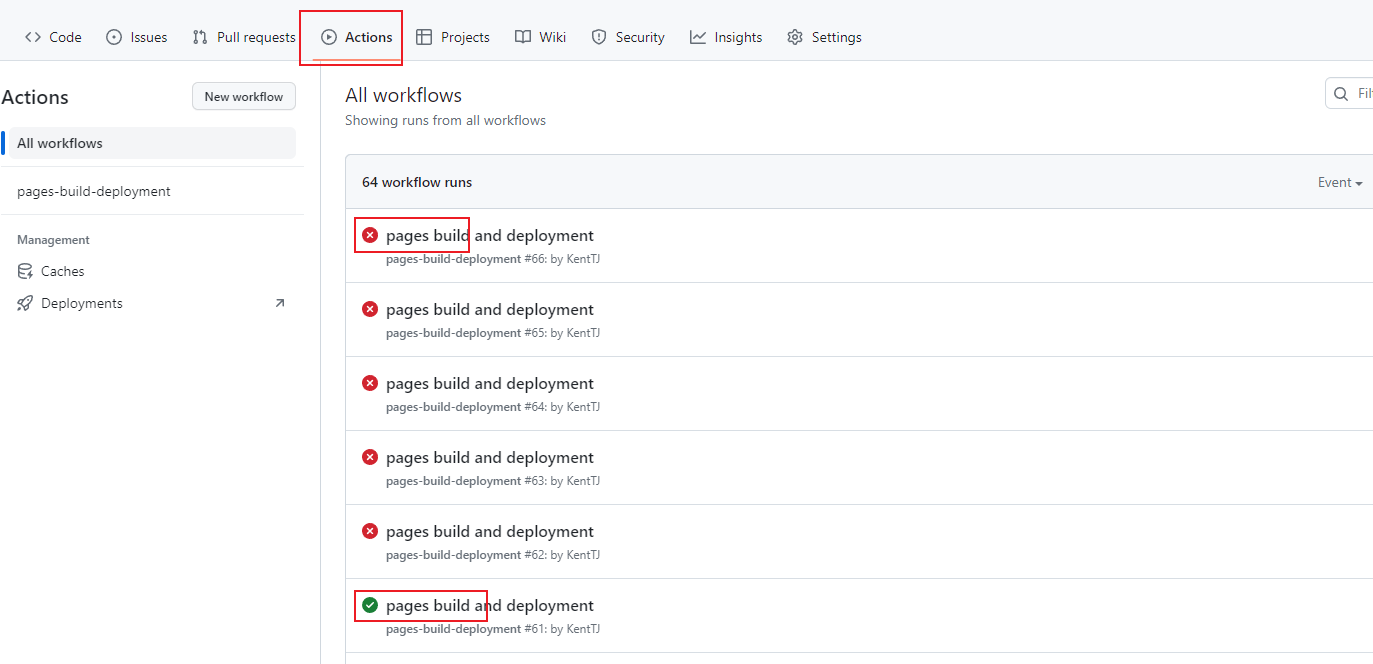 Code Issues Pull requests Actions Projects Wiki Security Insights Settings
Actions
New workflow
All workflows
pages-build-deployment
Management
Caches
Deployments
All workflows
Showing runs from all workflows
Filt
64 workflow runs
Event
pages build and deployment
pages-build-deployment #66: by KentTJ
pages build and deployment
pages-build-deployment #65: by KentTJ
pages build and deployment
pages-build-deployment #64: by KentTJ
pages build and deployment
pages-build-deployment #63: by KentTJ
pages build and deployment
pages-build-deployment #62: by KentTJ
pages build and deployment
pages-build-deployment #61: by KentTJ